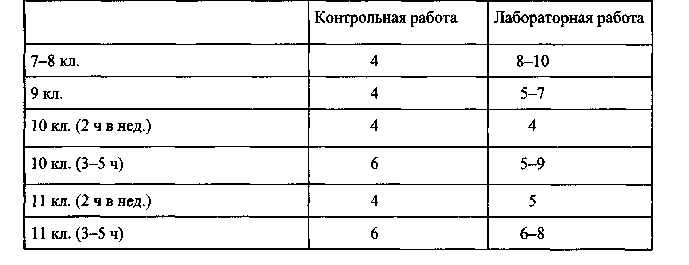 Контрольная работа Лабораторная работа
7–8 кл. 4 8–10
9 кл. 4 5–7
10 кл. (2 ч в нед.) 4 4
10 кл. (3–5 ч) 6 5–9
11 кл. (2 ч в нед.) 4 5
11 кл. (3–5 ч) 6 6–8